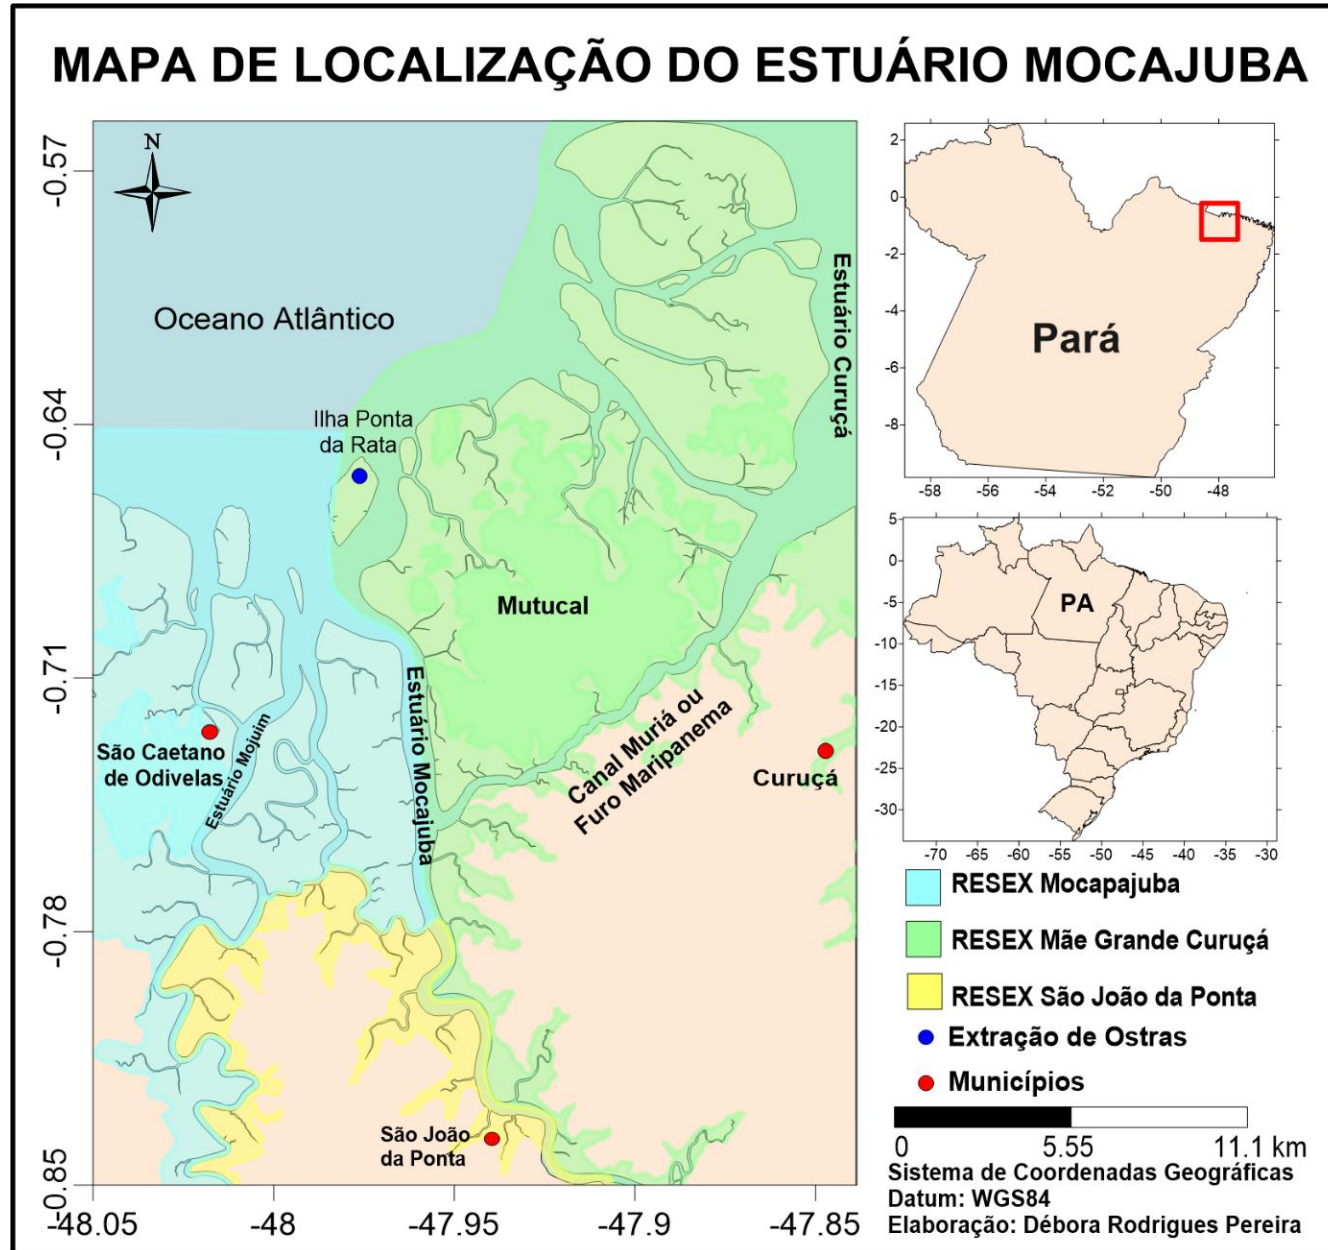 MAPA DE LOCALIZAÇÃO DO ESTUÁRIO MOCAJUBA
N
-0.57
-0.64
-0.71
-0.78
-0.85
-48.05
-48
-47.95
-47.9
-47.85
Oceano Atlântico
Ilha Ponta
da Rata
Estuário Curuçá
Mutucal
Estuário Mocajuba
Canal Muriá ou
Furo Maripanema
São Caetano
de Odivelas
Estuário Mojuim
Curuçá
São João
da Ponta
2
0
-2
-4
-6
-8
Pará
-58
-56
-54
-52
-50
-48
5
0
-5
-10
-15
-20
-25
-30
PA
-70
-65
-60
-55
-50
-45
-40
-35
-30
RESEX Mocapajuba
RESEX Mãe Grande Curuçá
RESEX São João da Ponta
Extração de Ostras
Municípios
0 5.55 11.1 km
Sistema de Coordenadas Geográficas
Datum: WGS84
Elaboração: Débora Rodrigues Pereira